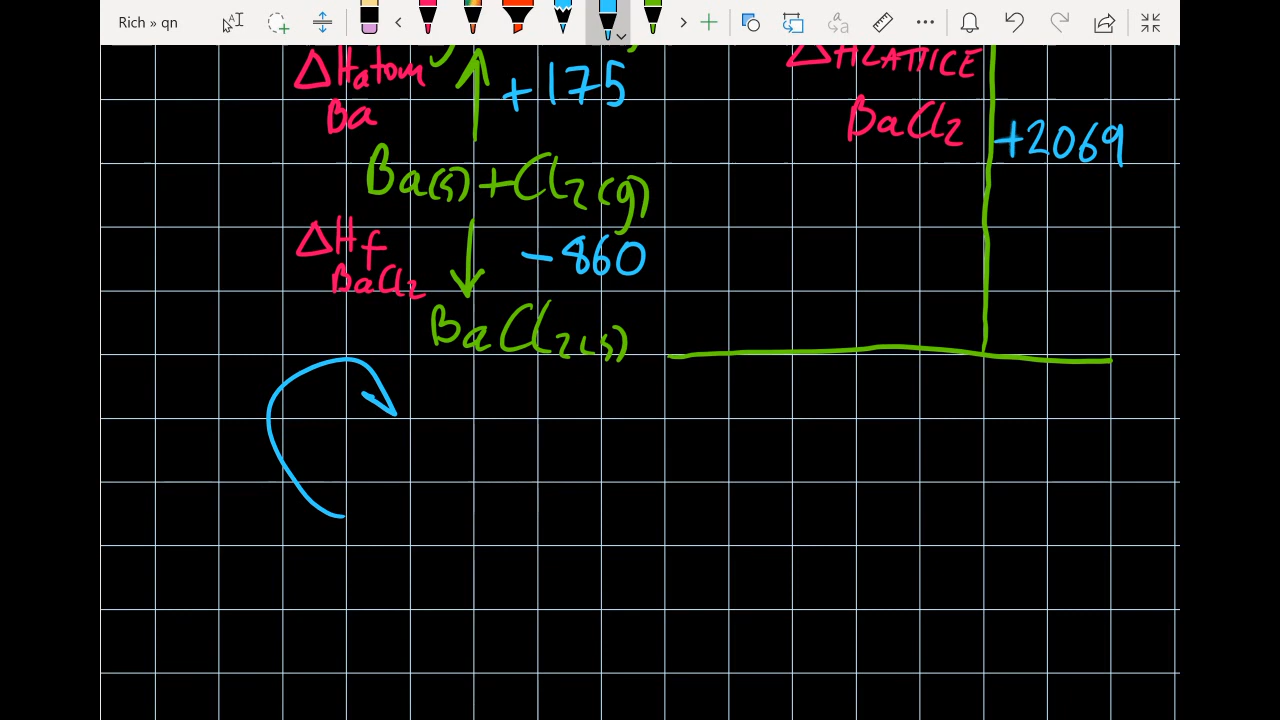 Rich » qn
ΔHatom
Ba
+175
ΔHLATTICE
BaCl2
+2069
Ba(s)+Cl2(g)
ΔHf
BaCl2
-860
BaCl2(s)